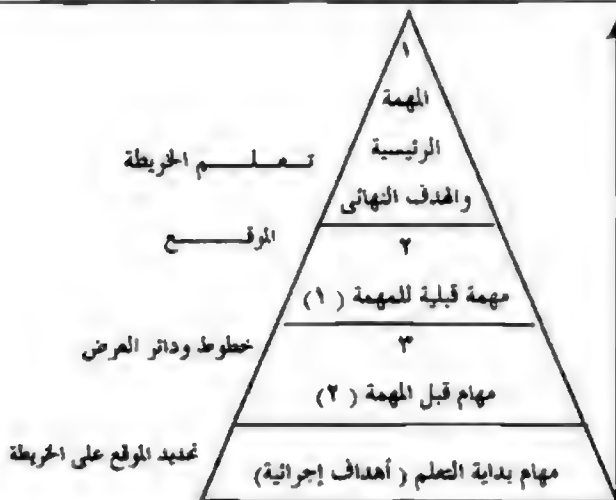 ١
المهمة
الرئيسية
والهدف النهائى
تعلم الخريطة
الموقع
٢
مهمة قبلية للمهمة (١)
خطوط ودائر العرض
٣
مهام قبل المهمة (٢)
تحديد الموقع على الخريطة
مهام بداية التعلم (أهداف إجرائية)